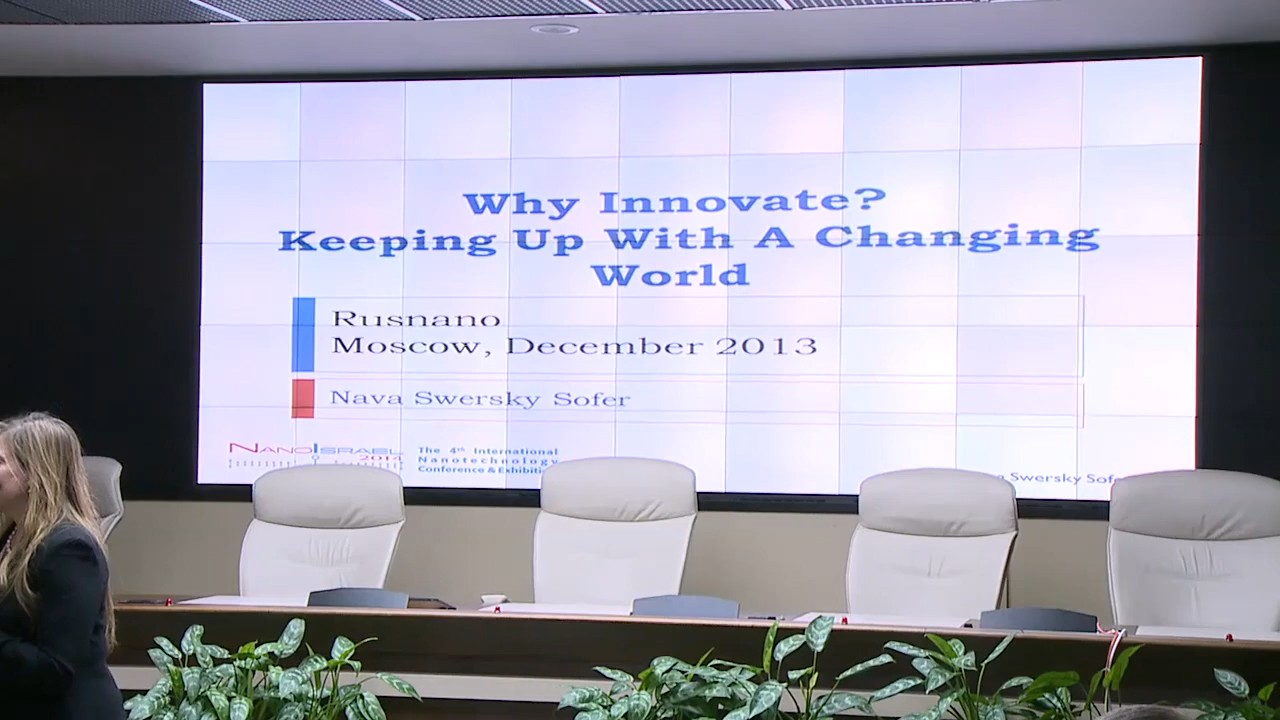 Why Innovate?
Keeping Up With A Changing
World
Rusnano
Moscow, December 2013
Nava Swersky Sofer
NANOISRAEL
2014
The 4th International
Nanotechnology
Conference & Exhibition
Swersky